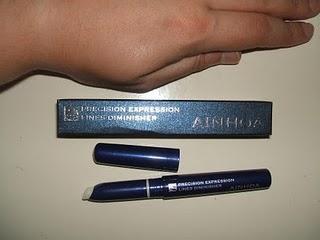 PRECISION EXPRESSION
LINES DIMINISHER
AINHOA
PRECISION EXPRESSION
LINES DIMINISHER
AINHOA